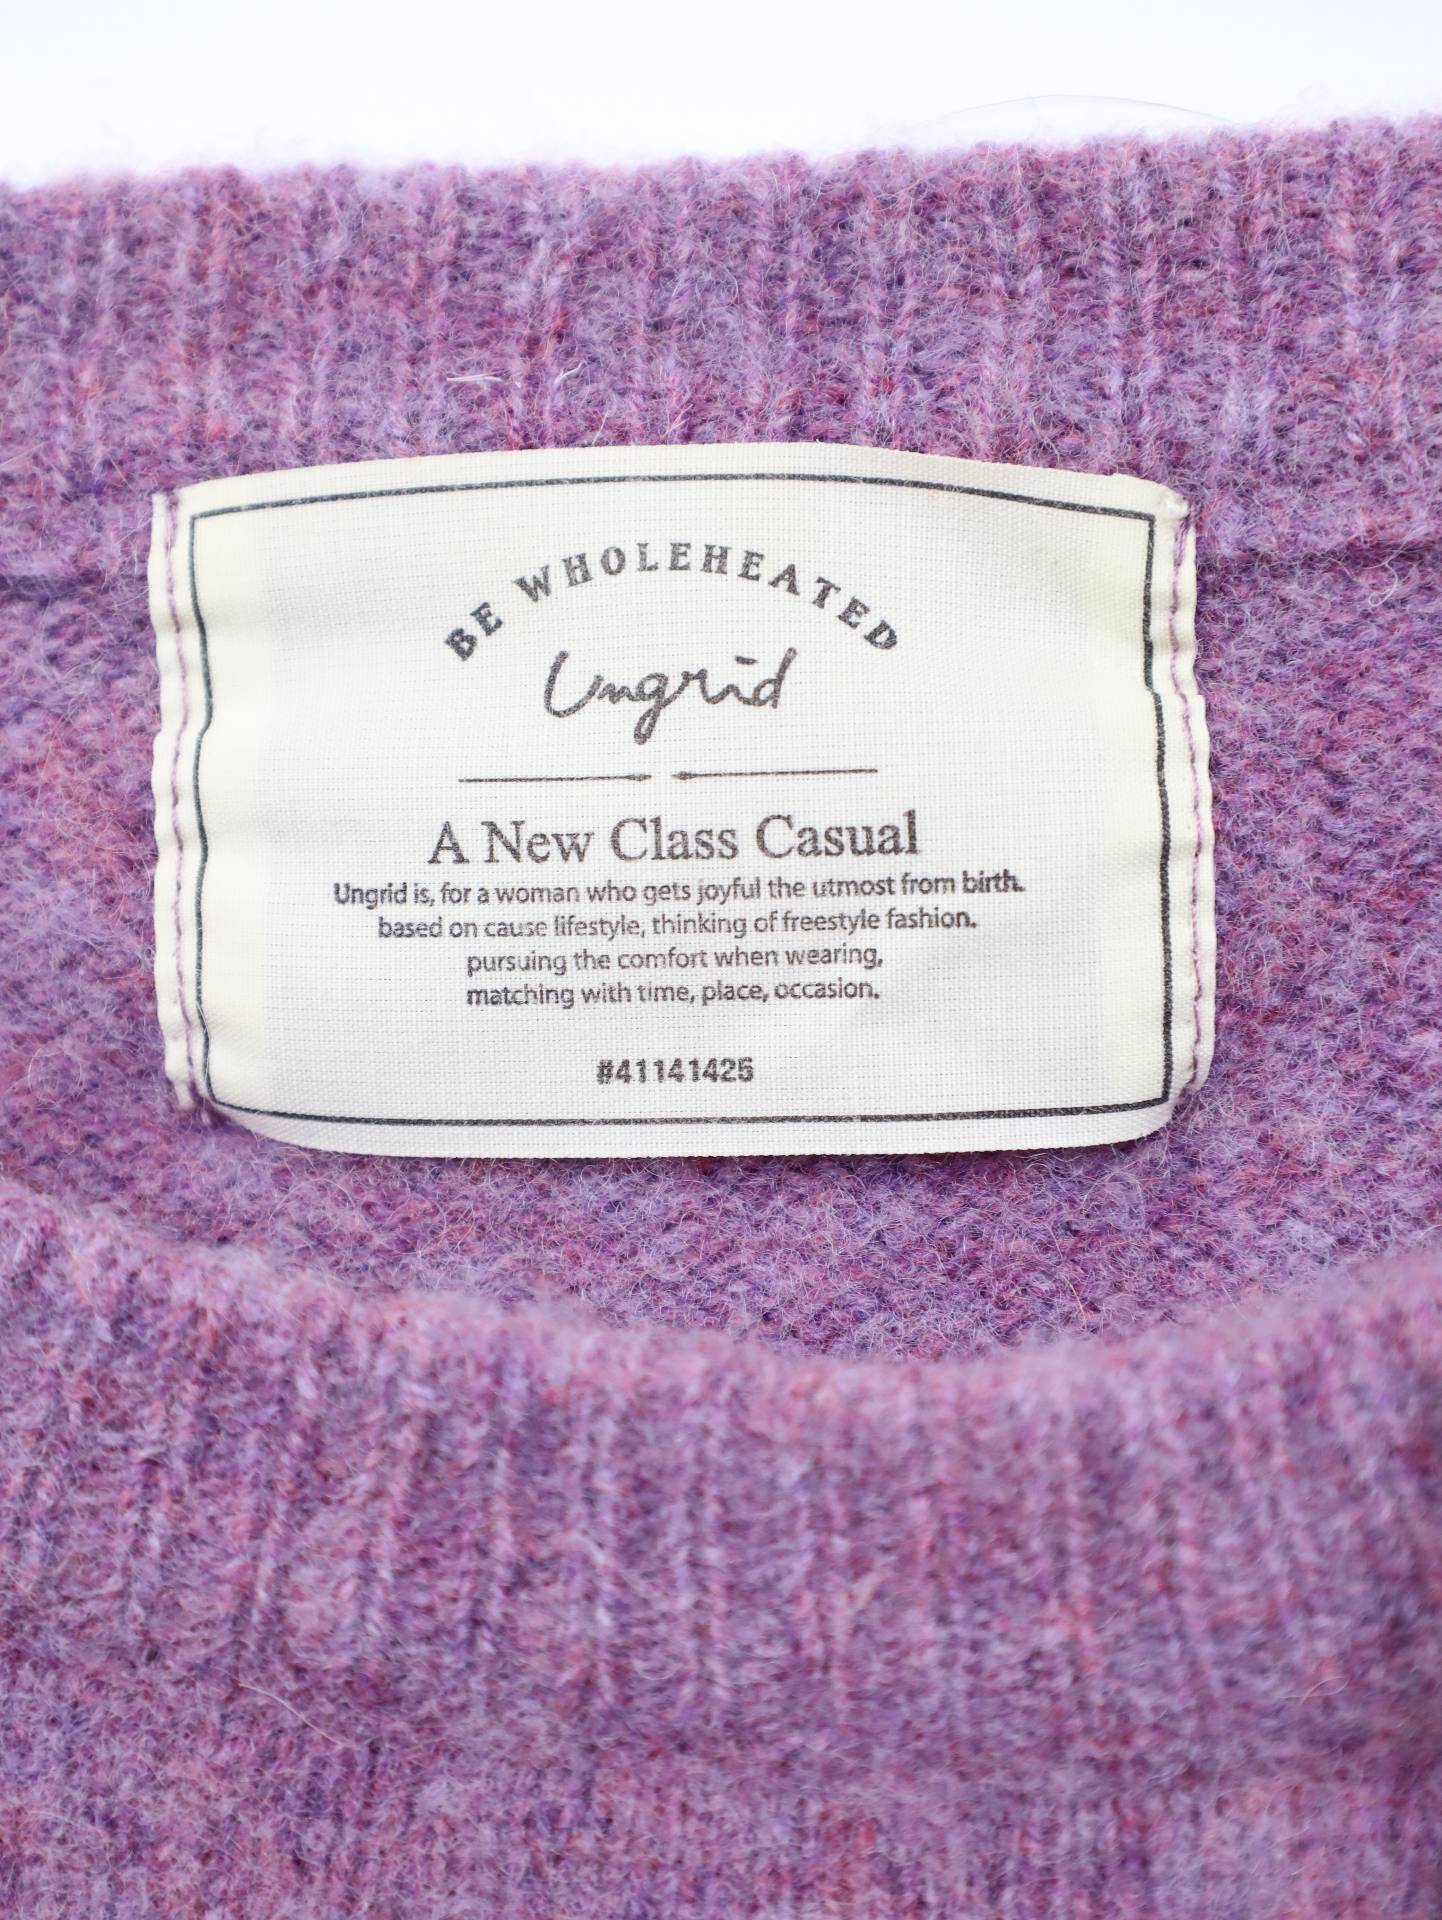 BE WHOLEHEATED
Ungrid
A New Class Casual
Ungrid is, for a woman who gets joyful the utmost from birth.
based on cause lifestyle, thinking of freestyle fashion.
pursuing the comfort when wearing,
matching with time, place, occasion.
#41141425